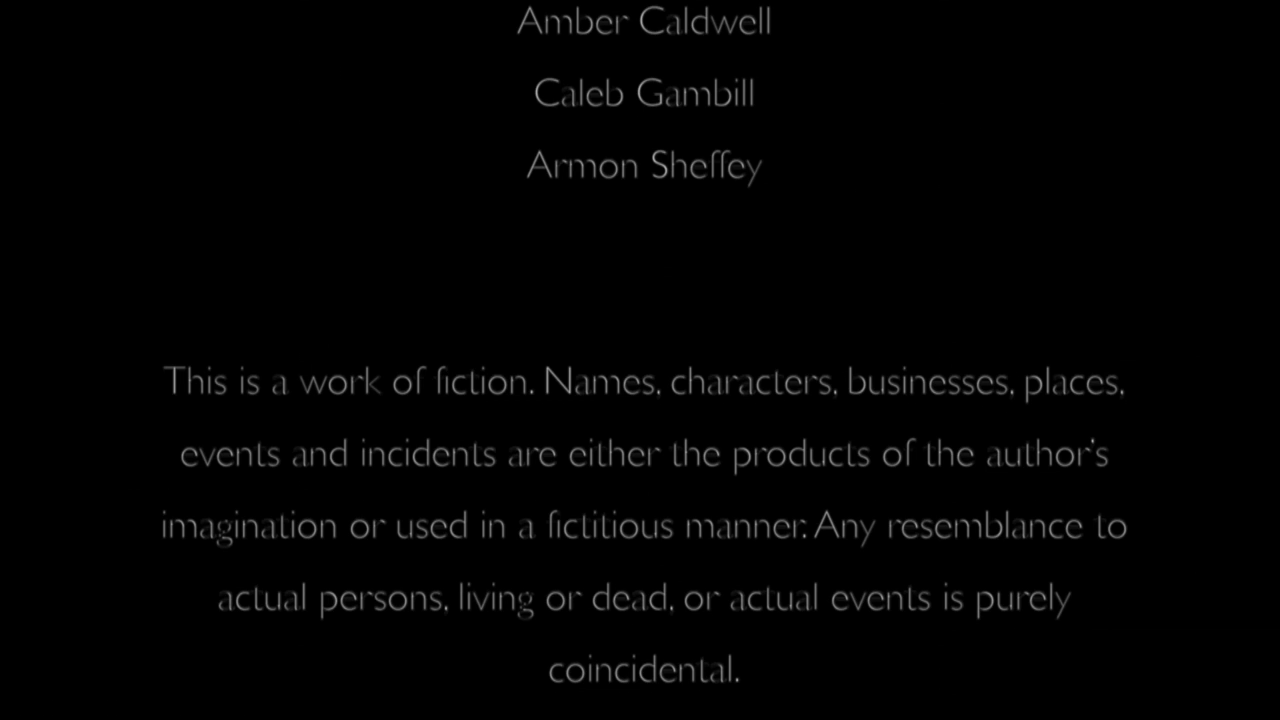 Amber Caldwell
Caleb Gambill
Armon Sheffey
This is a work of fiction. Names, characters, businesses, places,
events and incidents are either the products of the author's
imagination or used in a fictitious manner. Any resemblance to
actual persons, living or dead, or actual events is purely
coincidental.